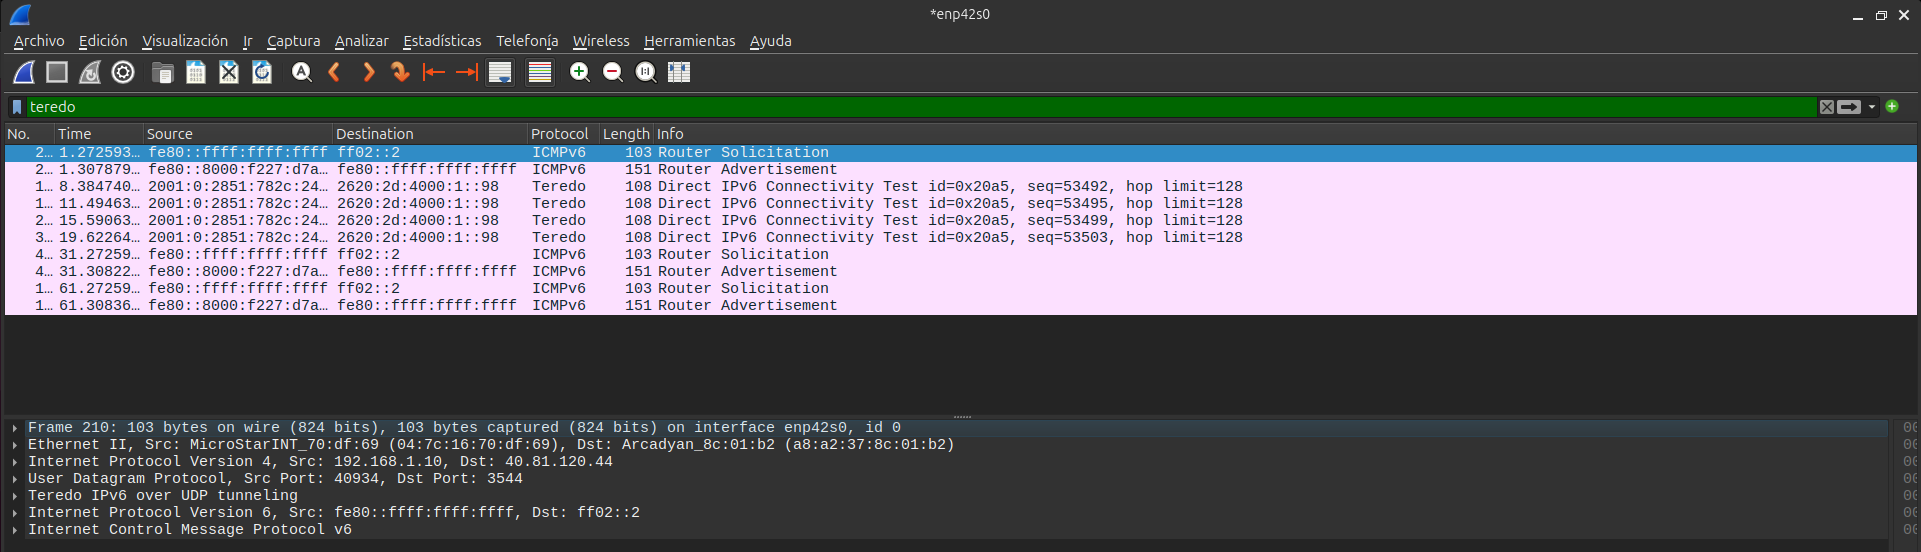 *enp42s0
Archivo Edición Visualización Ir Captura Analizar Estadísticas Telefonía Wireless Herramientas Ayuda
teredo
No. Time Source Destination Protocol Length Info
2… 1.272593… fe80::ffff:ffff:ffff ff02::2 ICMPv6 103 Router Solicitation
2… 1.307879… fe80::8000:f227:d7a… fe80::ffff:ffff:ffff ICMPv6 151 Router Advertisement
1… 8.384740… 2001:0:2851:782c:24… 2620:2d:4000:1::98 Teredo 108 Direct IPv6 Connectivity Test id=0x20a5, seq=53492, hop limit=128
1… 11.49463… 2001:0:2851:782c:24… 2620:2d:4000:1::98 Teredo 108 Direct IPv6 Connectivity Test id=0x20a5, seq=53495, hop limit=128
2… 15.59063… 2001:0:2851:782c:24… 2620:2d:4000:1::98 Teredo 108 Direct IPv6 Connectivity Test id=0x20a5, seq=53499, hop limit=128
3… 19.62264… 2001:0:2851:782c:24… 2620:2d:4000:1::98 Teredo 108 Direct IPv6 Connectivity Test id=0x20a5, seq=53503, hop limit=128
4… 31.27259… fe80::ffff:ffff:ffff ff02::2 ICMPv6 103 Router Solicitation
4… 31.30822… fe80::8000:f227:d7a… fe80::ffff:ffff:ffff ICMPv6 151 Router Advertisement
1… 61.27259… fe80::ffff:ffff:ffff ff02::2 ICMPv6 103 Router Solicitation
1… 61.30836… fe80::8000:f227:d7a… fe80::ffff:ffff:ffff ICMPv6 151 Router Advertisement
Frame 210: 103 bytes on wire (824 bits), 103 bytes captured (824 bits) on interface enp42s0, id 0
Ethernet II, Src: MicroStarINT_70:df:69 (04:7c:16:70:df:69), Dst: Arcadyan_8c:01:b2 (a8:a2:37:8c:01:b2)
Internet Protocol Version 4, Src: 192.168.1.10, Dst: 40.81.120.44
User Datagram Protocol, Src Port: 40934, Dst Port: 3544
Teredo IPv6 over UDP tunneling
Internet Protocol Version 6, Src: fe80::ffff:ffff:ffff, Dst: ff02::2
Internet Control Message Protocol v6